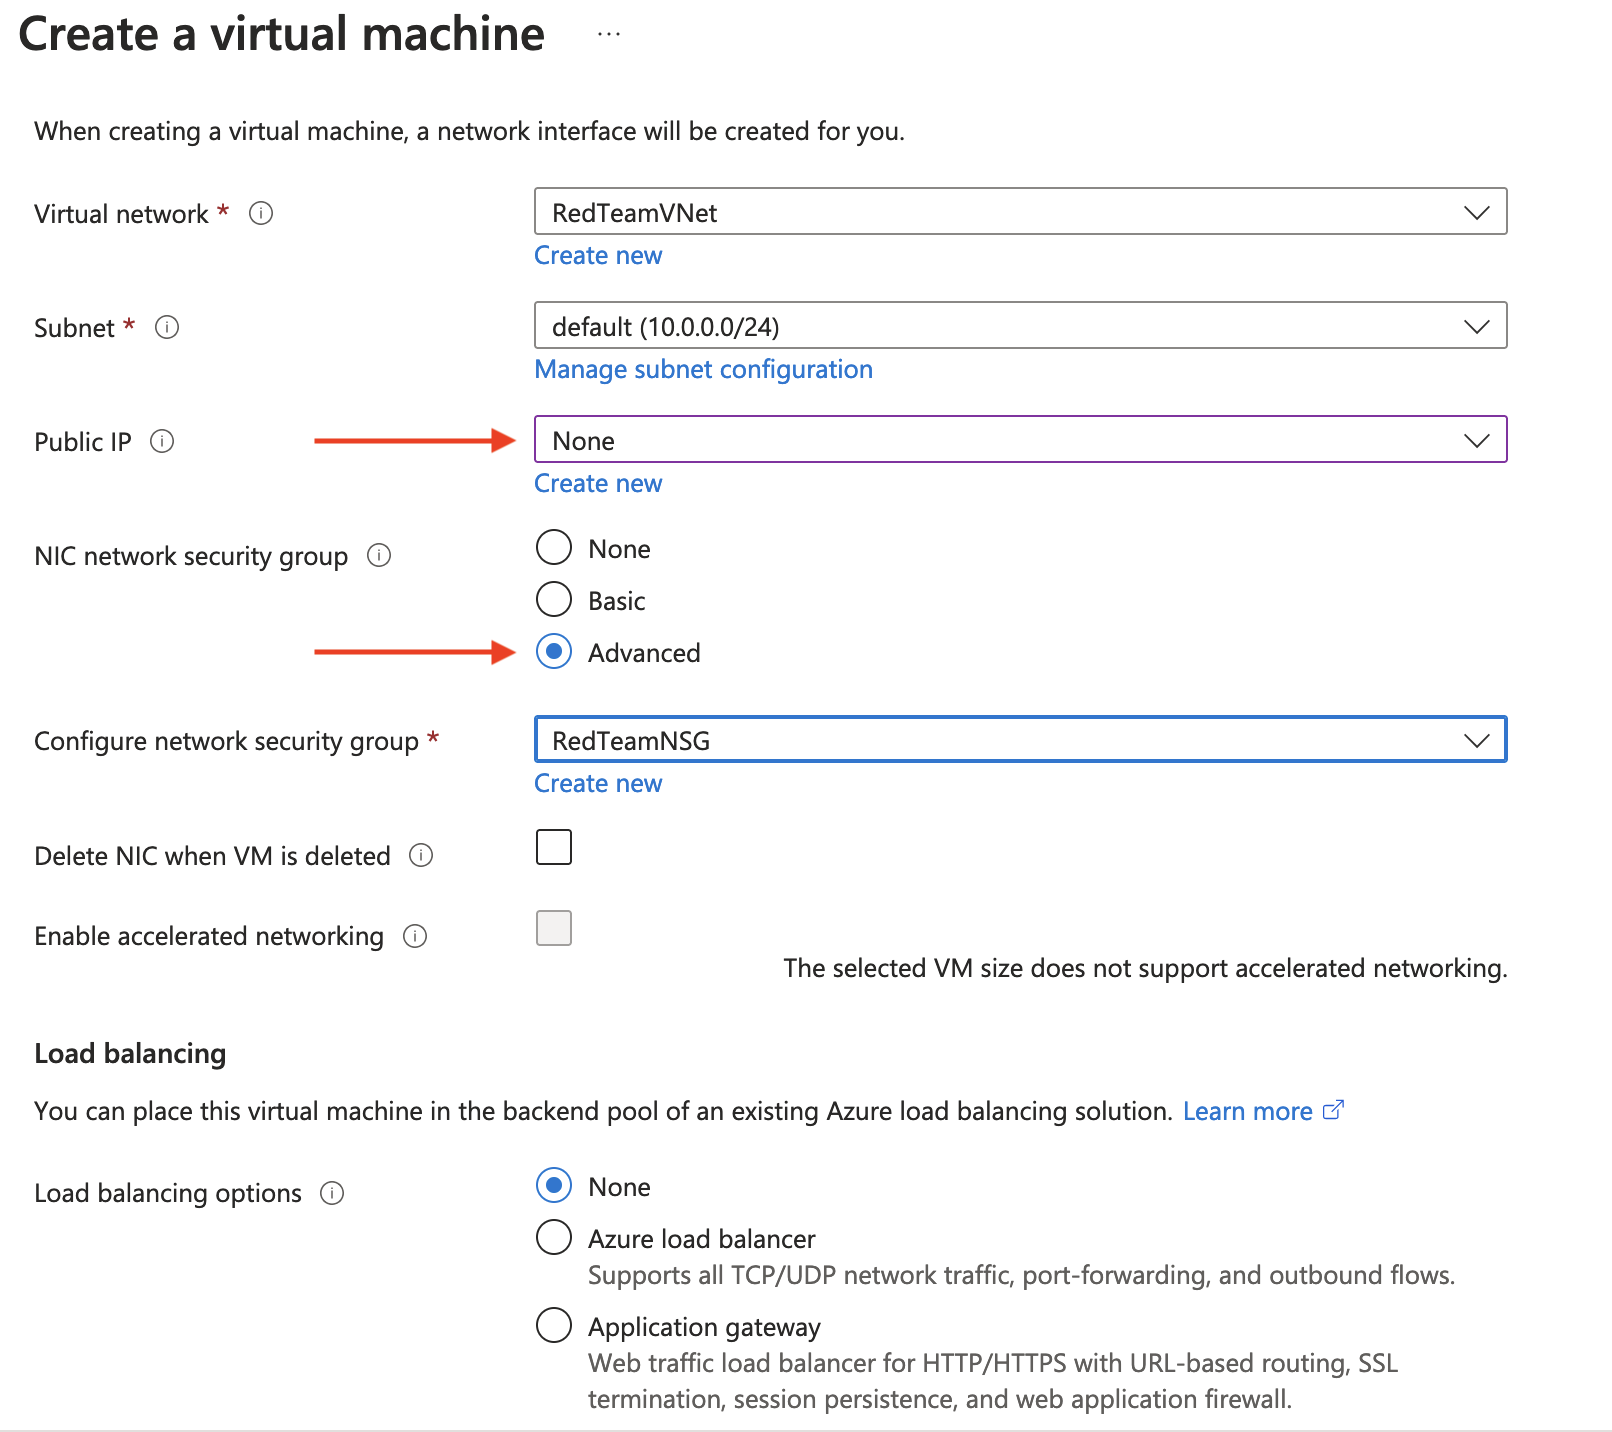 Create a virtual machine ...
When creating a virtual machine, a network interface will be created for you.
Virtual network *
RedTeamVNet
Create new
Subnet *
default (10.0.0.0/24)
Manage subnet configuration
Public IP
None
Create new
NIC network security group
None
Basic
Advanced
Configure network security group *
RedTeamNSG
Create new
Delete NIC when VM is deleted
Enable accelerated networking
The selected VM size does not support accelerated networking.
Load balancing
You can place this virtual machine in the backend pool of an existing Azure load balancing solution. Learn more
Load balancing options
None
Azure load balancer
Supports all TCP/UDP network traffic, port-forwarding, and outbound flows.
Application gateway
Web traffic load balancer for HTTP/HTTPS with URL-based routing, SSL
termination, session persistence, and web application firewall.